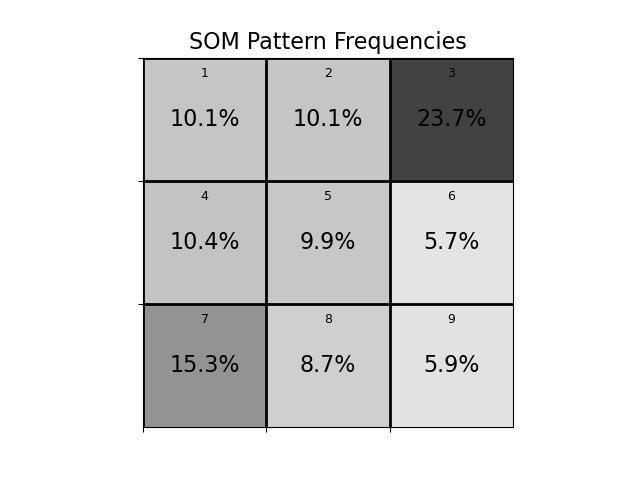 SOM Pattern Frequencies
1 2 3
10.1% 10.1% 23.7%
4 5 6
10.4% 9.9% 5.7%
7 8 9
15.3% 8.7% 5.9%